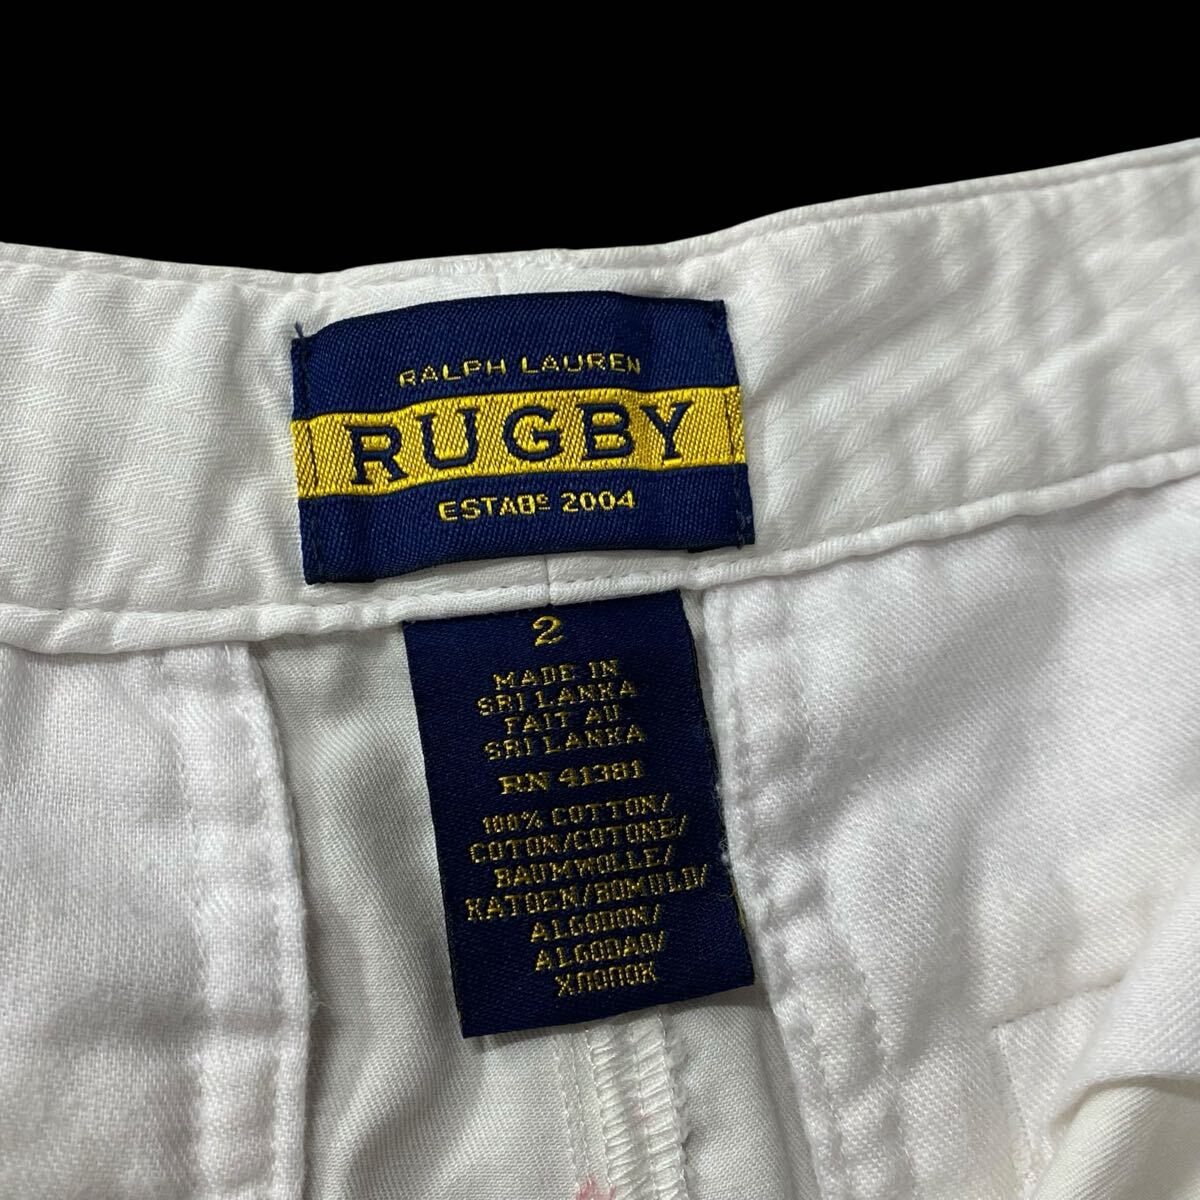 RALPH LAUREN
RUGBY
ESTABS 2004
2
MADE IN
SRI LANKA
FAIT AU
SRI LANKA
RN 41381
100% COTTON/
COTON/COTONE/
BAUMWOLLE/
KATOEN/BOMULD/
ALGODON/
ALGODAO/
ХЛОПОК